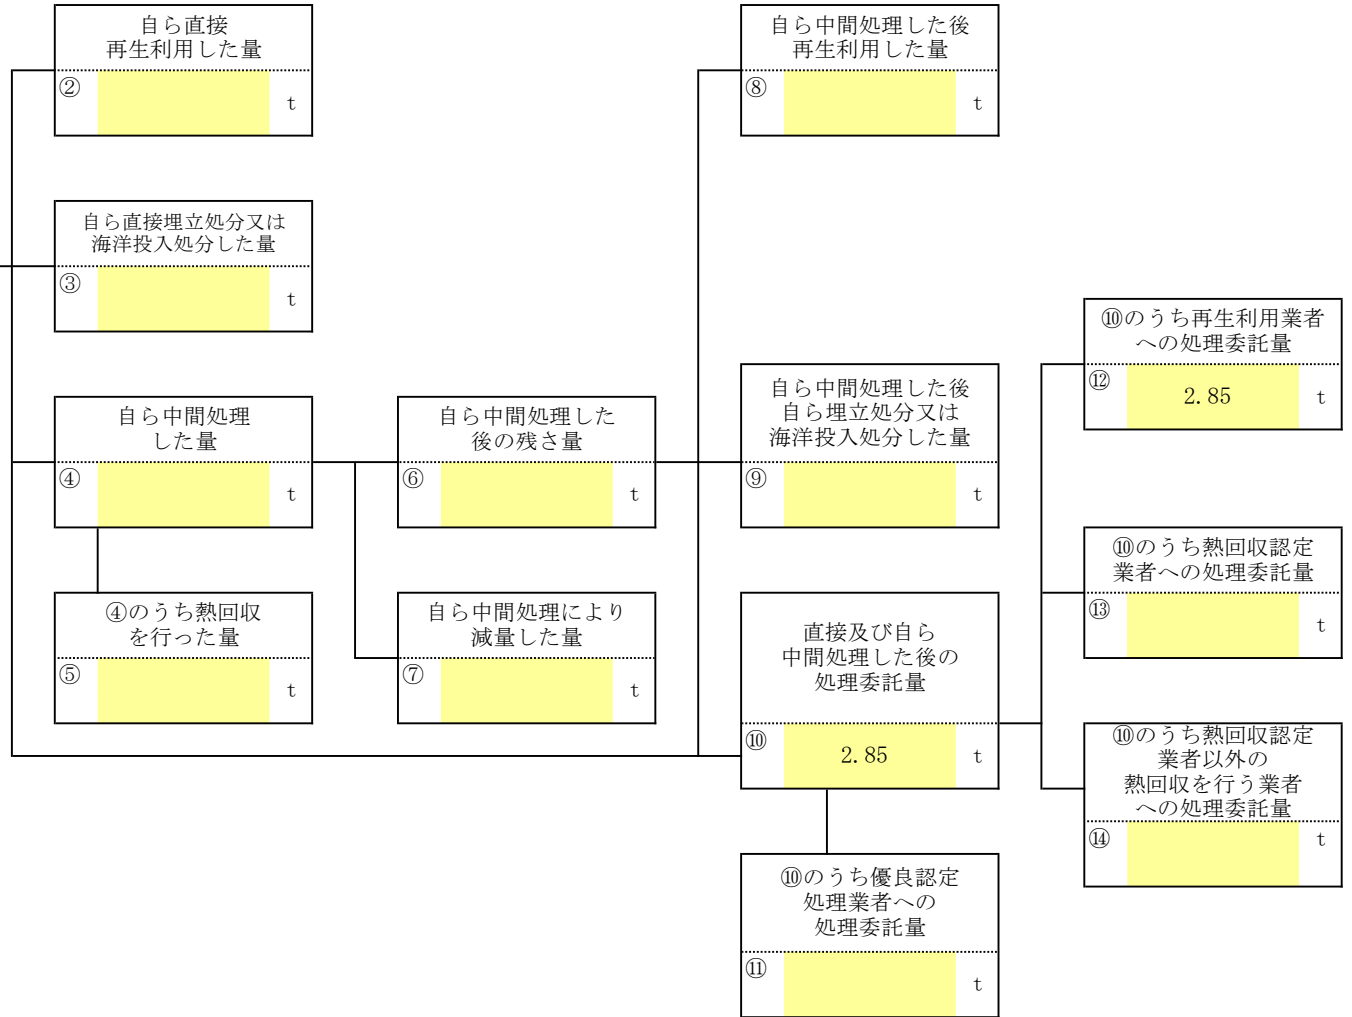 自ら直接
再生利用した量
②
t
自ら中間処理した後
再生利用した量
⑧
t
自ら直接埋立処分又は
海洋投入処分した量
③
t
⑩のうち再生利用業者
への処理委託量
⑫
2.85
t
自ら中間処理
した量
④
t
自ら中間処理した
後の残さ量
⑥
t
自ら中間処理した後
自ら埋立処分又は
海洋投入処分した量
⑨
t
⑩のうち熱回収認定
業者への処理委託量
⑬
t
④のうち熱回収
を行った量
⑤
t
自ら中間処理により
減量した量
⑦
t
直接及び自ら
中間処理した後の
処理委託量
⑩
2.85
t
⑩のうち熱回収認定
業者以外の
熱回収を行う業者
への処理委託量
⑭
t
⑩のうち優良認定
処理業者への
処理委託量
⑪
t